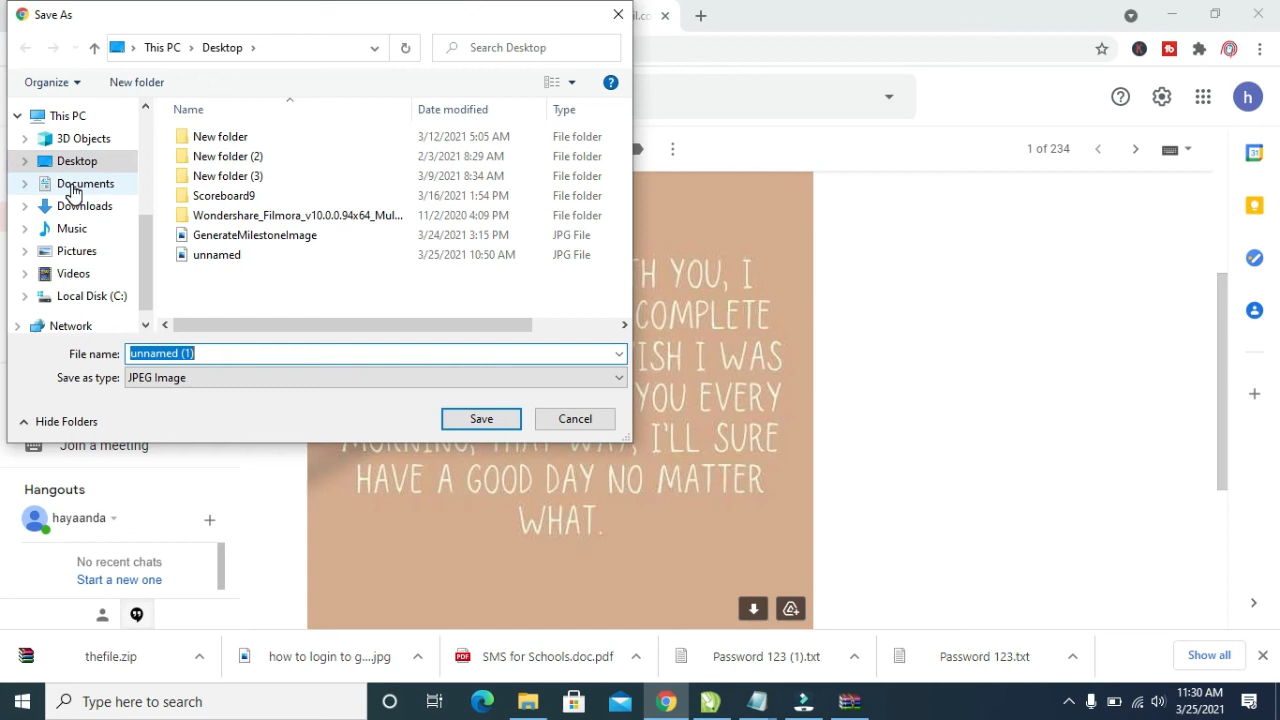 Save As
il.co
This PC
Desktop
Search Desktop
Organize
New folder
Name
Date modified
Type
This PC
3D Objects
Desktop
Documents
Downloads
Music
Pictures
Videos
Local Disk (C:)
Network
New folder 3/12/2021 5:05 AM File folder
New folder (2) 2/3/2021 8:29 AM File folder
New folder (3) 3/9/2021 8:34 AM File folder
Scoreboard9 3/16/2021 1:54 PM File folder
Wondershare_Filmora_v10.0.0.94x64_Mul... 11/2/2020 4:09 PM File folder
GenerateMilestoneImage 3/24/2021 3:15 PM JPG File
unnamed 3/25/2021 10:50 AM JPG File
File name: unnamed (1)
Save as type: JPEG Image
Hide Folders
Save
Cancel
h
1 of 234
TH YOU, I
COMPLETE
ISH I WAS
YOU EVERY
MORNING, THAT WAY, I'LL SURE
HAVE A GOOD DAY NO MATTER
WHAT.
Join a meeting
Hangouts
hayaanda
No recent chats
Start a new one
thefile.zip
how to login to g....jpg
SMS for Schools.doc.pdf
Password 123 (1).txt
Password 123.txt
Show all
Type here to search
11:30 AM
3/25/2021